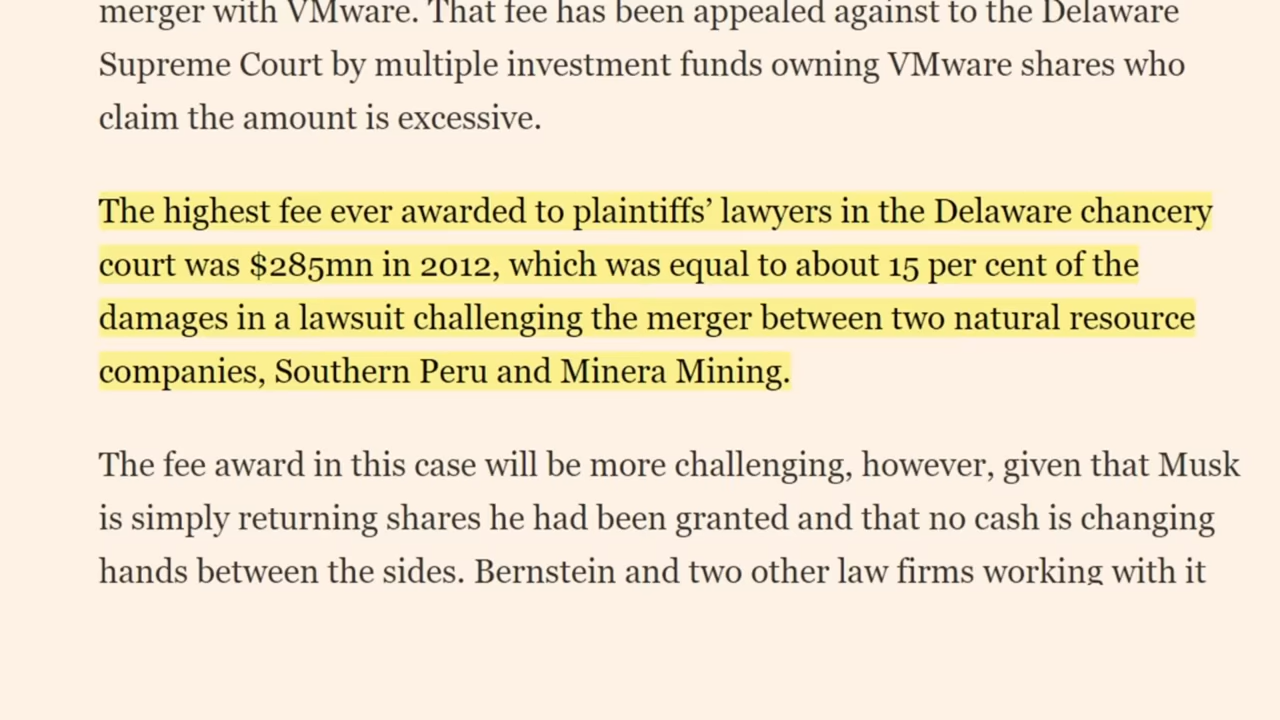 merger with VMware. That fee has been appealed against to the Delaware
Supreme Court by multiple investment funds owning VMware shares who
claim the amount is excessive.
The highest fee ever awarded to plaintiffs’ lawyers in the Delaware chancery
court was $285mn in 2012, which was equal to about 15 per cent of the
damages in a lawsuit challenging the merger between two natural resource
companies, Southern Peru and Minera Mining.
The fee award in this case will be more challenging, however, given that Musk
is simply returning shares he had been granted and that no cash is changing
hands between the sides. Bernstein and two other law firms working with it